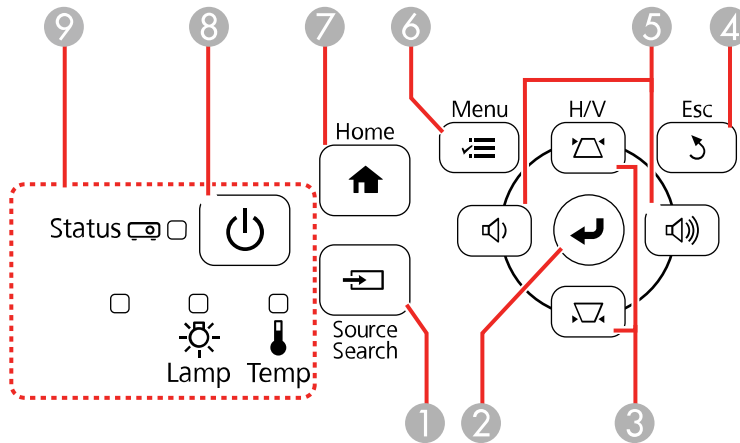 9 8 7 6 5 4
Menu H/V Esc
Home
Status
Source
Search
Lamp Temp
1 2 3